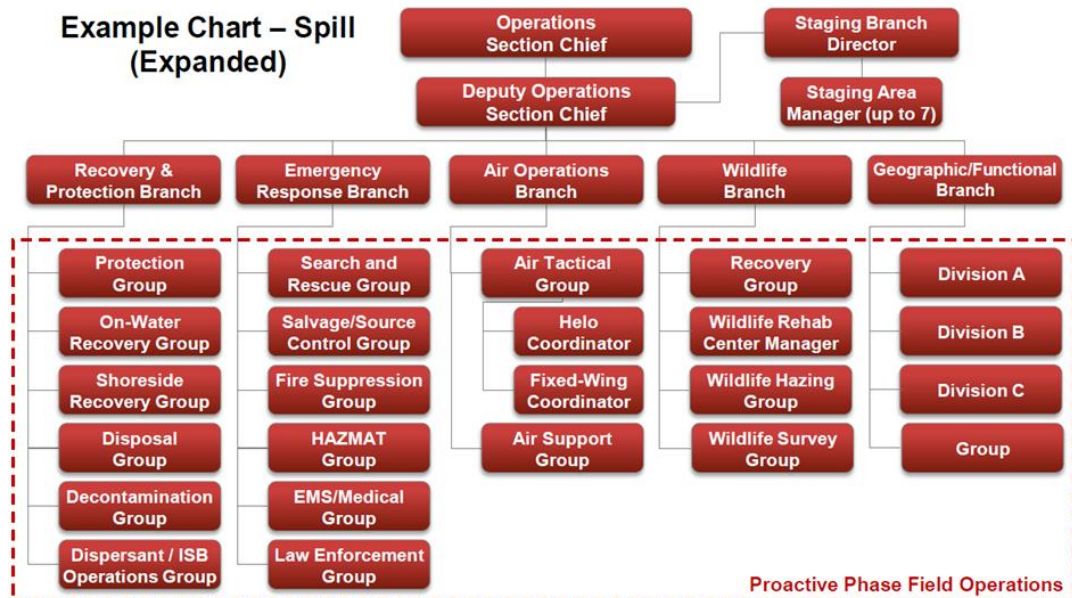 Example Chart – Spill
(Expanded)
Operations
Section Chief
Staging Branch
Director
Deputy Operations
Section Chief
Staging Area
Manager (up to 7)
Recovery &
Protection Branch
Emergency
Response Branch
Air Operations
Branch
Wildlife
Branch
Geographic/Functional
Branch
Protection
Group
On-Water
Recovery Group
Shoreside
Recovery Group
Disposal
Group
Decontamination
Group
Dispersant / ISB
Operations Group
Search and
Rescue Group
Salvage/Source
Control Group
Fire Suppression
Group
HAZMAT
Group
EMS/Medical
Group
Law Enforcement
Group
Air Tactical
Group
Helo
Coordinator
Fixed-Wing
Coordinator
Air Support
Group
Recovery
Group
Wildlife Rehab
Center Manager
Wildlife Hazing
Group
Wildlife Survey
Group
Division A
Division B
Division C
Group
Proactive Phase Field Operations